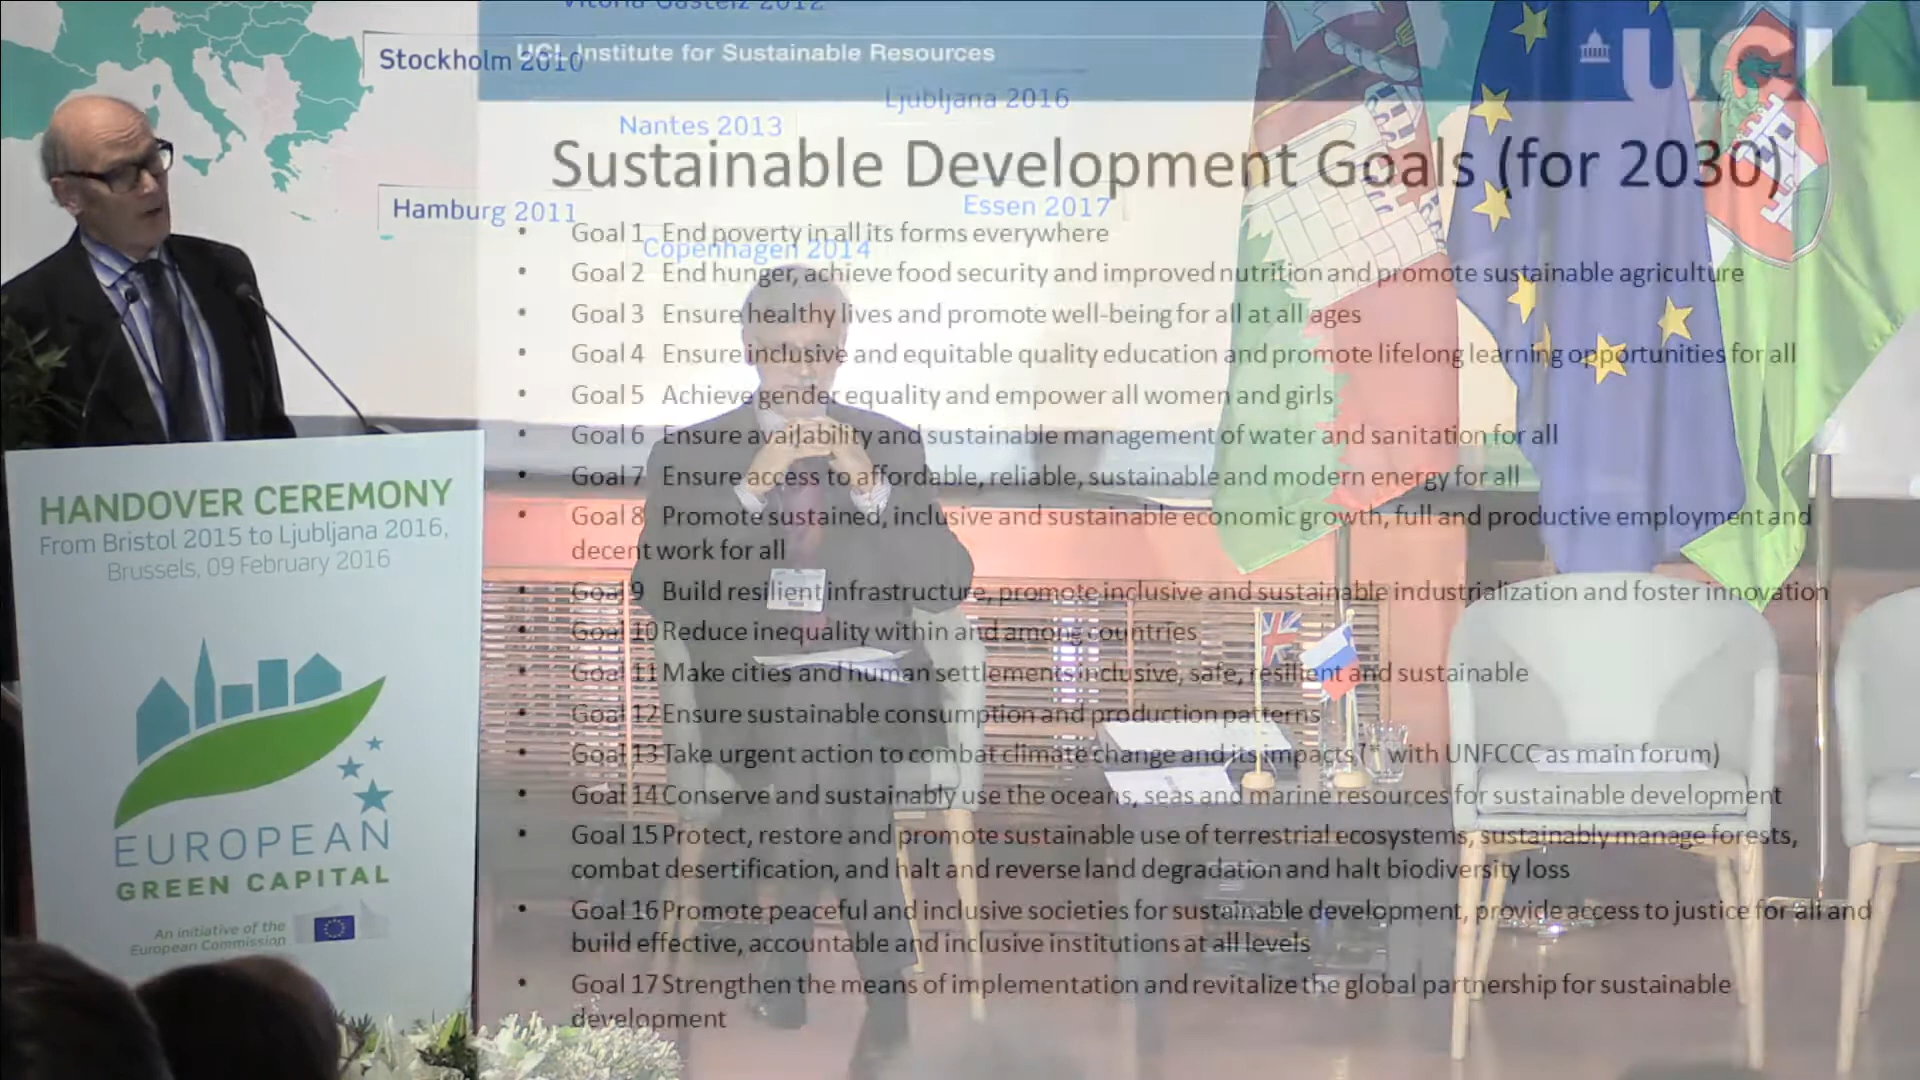 Vitoria-Gasteiz 2012
Stockholm 2010
UCL Institute for Sustainable Resources
UCL
Ljubljana 2016
Nantes 2013
Sustainable Development Goals (for 2030)
Hamburg 2011
Essen 2017
Copenhagen 2014
• Goal 1 End poverty in all its forms everywhere
• Goal 2 End hunger, achieve food security and improved nutrition and promote sustainable agriculture
• Goal 3 Ensure healthy lives and promote well-being for all at all ages
• Goal 4 Ensure inclusive and equitable quality education and promote lifelong learning opportunities for all
• Goal 5 Achieve gender equality and empower all women and girls
• Goal 6 Ensure availability and sustainable management of water and sanitation for all
• Goal 7 Ensure access to affordable, reliable, sustainable and modern energy for all
• Goal 8 Promote sustained, inclusive and sustainable economic growth, full and productive employment and
decent work for all
• Goal 9 Build resilient infrastructure, promote inclusive and sustainable industrialization and foster innovation
• Goal 10 Reduce inequality within and among countries
• Goal 11 Make cities and human settlements inclusive, safe, resilient and sustainable
• Goal 12 Ensure sustainable consumption and production patterns
• Goal 13 Take urgent action to combat climate change and its impacts (* with UNFCCC as main forum)
• Goal 14 Conserve and sustainably use the oceans, seas and marine resources for sustainable development
• Goal 15 Protect, restore and promote sustainable use of terrestrial ecosystems, sustainably manage forests,
combat desertification, and halt and reverse land degradation and halt biodiversity loss
• Goal 16 Promote peaceful and inclusive societies for sustainable development, provide access to justice for all and
build effective, accountable and inclusive institutions at all levels
• Goal 17 Strengthen the means of implementation and revitalize the global partnership for sustainable
development
HANDOVER CEREMONY
From Bristol 2015 to Ljubljana 2016,
Brussels, 09 February 2016
EUROPEAN
GREEN CAPITAL
An initiative of the
European Commission